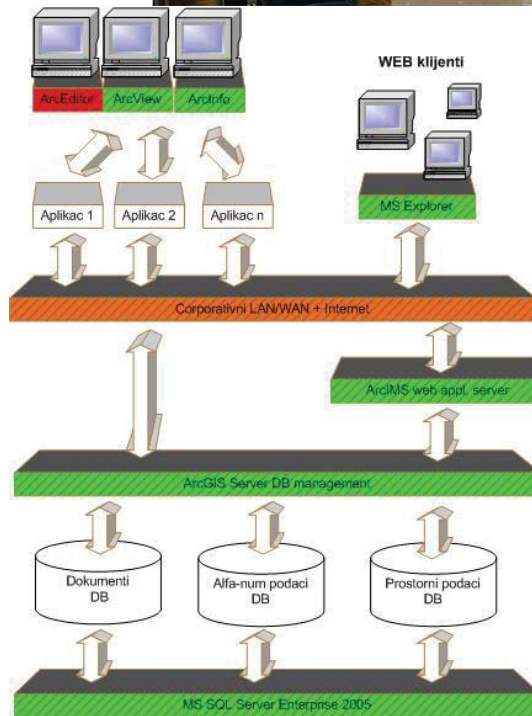 WEB klijenti
ArcEditor
ArcView
ArcInfo
Aplikac 1
Aplikac 2
Aplikac n
MS Explorer
Corporativni LAN/WAN + Internet
ArcIMS web appl. server
ArcGIS Server DB management
Dokumenti
DB
Alfa-num podaci
DB
Prostorni podaci
DB
MS SQL Server Enterprise 2005